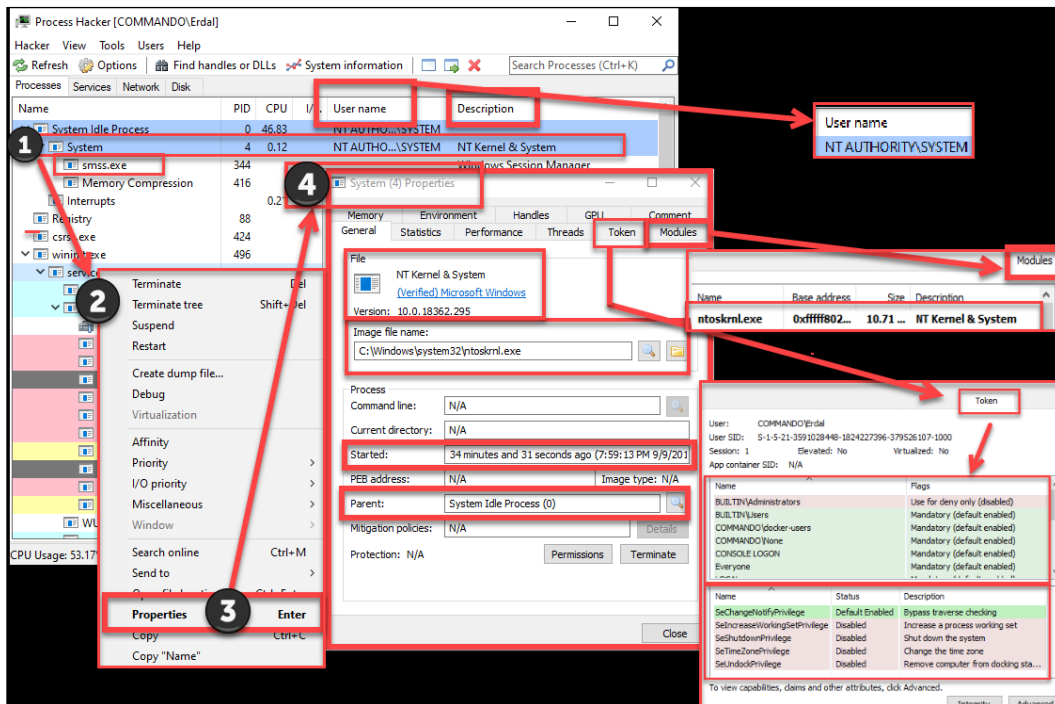 Process Hacker [COMMANDO\Erdal]
Hacker View Tools Users Help
Refresh Options Find handles or DLLs System information Search Processes (Ctrl+K)
Processes Services Network Disk
Name PID CPU I/... User name Description
System Idle Process 0 46.83 NT AUTHO...\SYSTEM
1 System 4 0.12 NT AUTHO...\SYSTEM NT Kernel & System
smss.exe 344 Windows Session Manager
Memory Compression 416
Interrupts 0.2
Registry 88
csrss.exe 424
wininit.exe 496
User name
NT AUTHORITY\SYSTEM
2
Terminate Del
Terminate tree Shift+Del
Suspend
Restart
Create dump file...
Debug
Virtualization
Affinity
Priority
I/O priority
Miscellaneous
Window
Search online Ctrl+M
Send to
Properties 3 Enter
Copy Ctrl+C
Copy "Name"
CPU Usage: 53.17
4 System (4) Properties
Memory Environment Handles GPU Comment
General Statistics Performance Threads Token Modules
File
NT Kernel & System
(Verified) Microsoft Windows
Version: 10.0.18362.295
Image file name:
C:\Windows\system32\ntoskrnl.exe
Process
Command line: N/A
Current directory: N/A
Started: 34 minutes and 31 seconds ago (7:59:13 PM 9/9/201
PEB address: N/A Image type: N/A
Parent: System Idle Process (0)
Mitigation policies: N/A Details
Protection: N/A Permissions Terminate
Close
Modules
Name Base address Size Description
ntoskrnl.exe 0xfffff802... 10.71 ... NT Kernel & System
Token
User: COMMANDO\Erdal
User SID: S-1-5-21-3591028448-1824227396-379526107-1000
Session: 1 Elevated: No Virtualized: No
App container SID: N/A
Name Flags
BUILTIN\Administrators Use for deny only (disabled)
BUILTIN\Users Mandatory (default enabled)
COMMANDO\docker-users Mandatory (default enabled)
COMMANDO\None Mandatory (default enabled)
CONSOLE LOGON Mandatory (default enabled)
Everyone Mandatory (default enabled)
Name Status Description
SeChangeNotifyPrivilege Default Enabled Bypass traverse checking
SeIncreaseWorkingSetPrivilege Disabled Increase a process working set
SeShutdownPrivilege Disabled Shut down the system
SeTimeZonePrivilege Disabled Change the time zone
SeUndockPrivilege Disabled Remove computer from docking sta...
To view capabilities, claims and other attributes, click Advanced.
Integrity Advanced